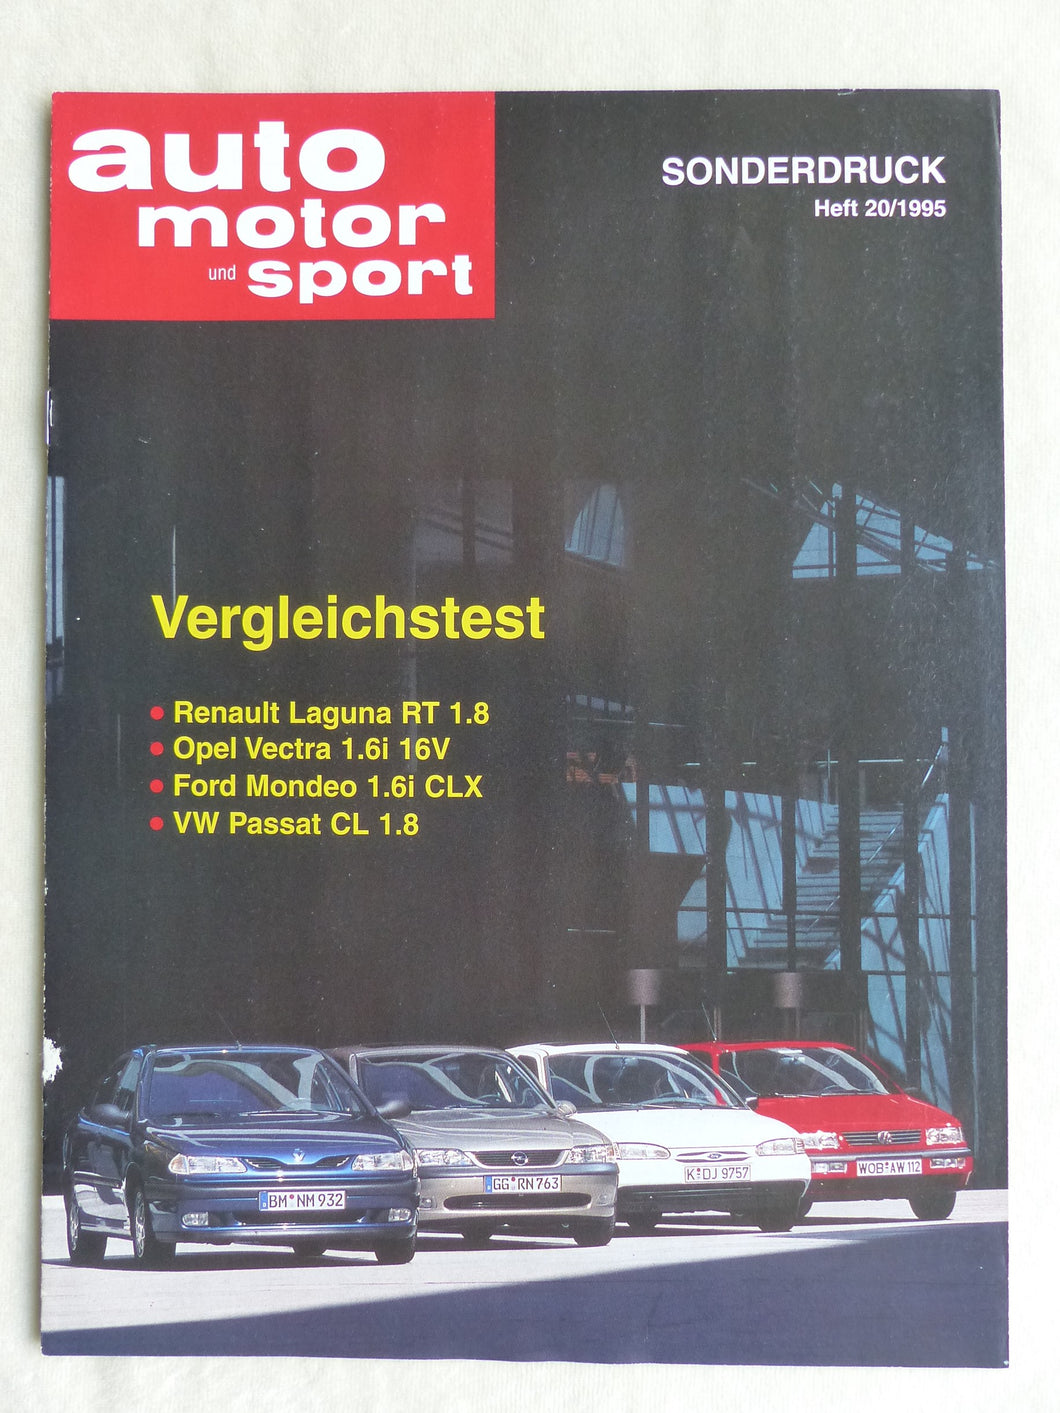 auto
motor
und sport
SONDERDRUCK
Heft 20/1995
Vergleichstest
• Renault Laguna RT 1.8
• Opel Vectra 1.6i 16V
• Ford Mondeo 1.6i CLX
• VW Passat CL 1.8
BM NM 932
GG RN 763
K DJ 9757
WOB AW 112